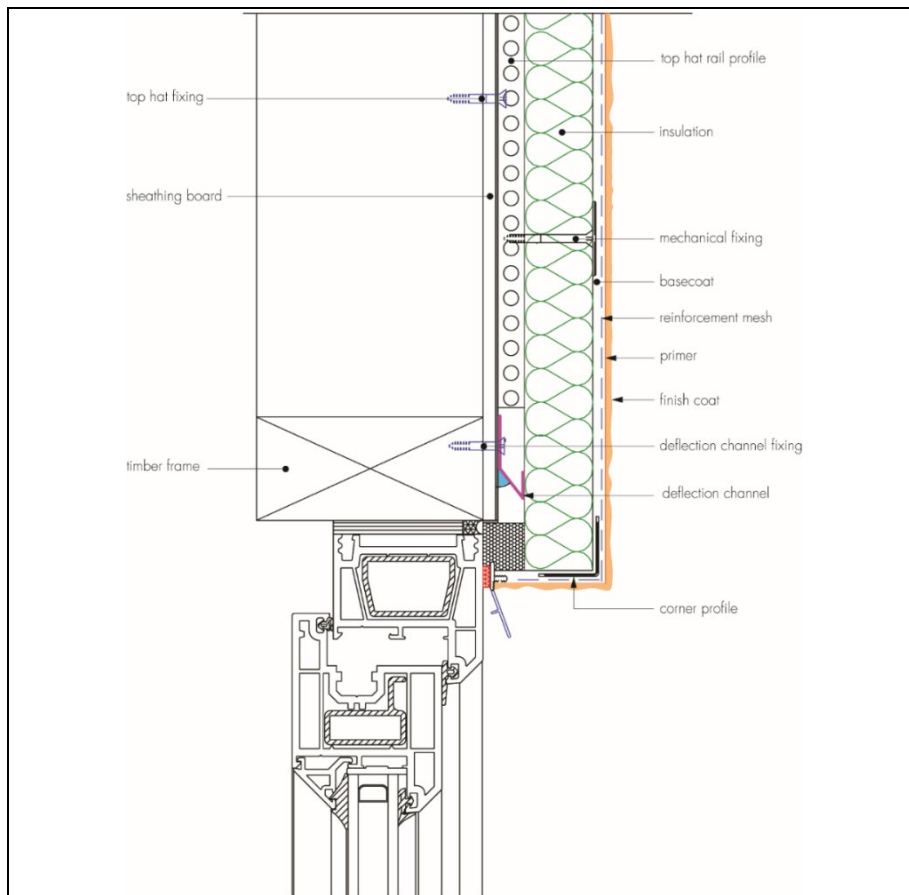 top hat rail profile
top hat fixing
insulation
sheathing board
mechanical fixing
basecoat
reinforcement mesh
primer
finish coat
deflection channel fixing
timber frame
deflection channel
corner profile